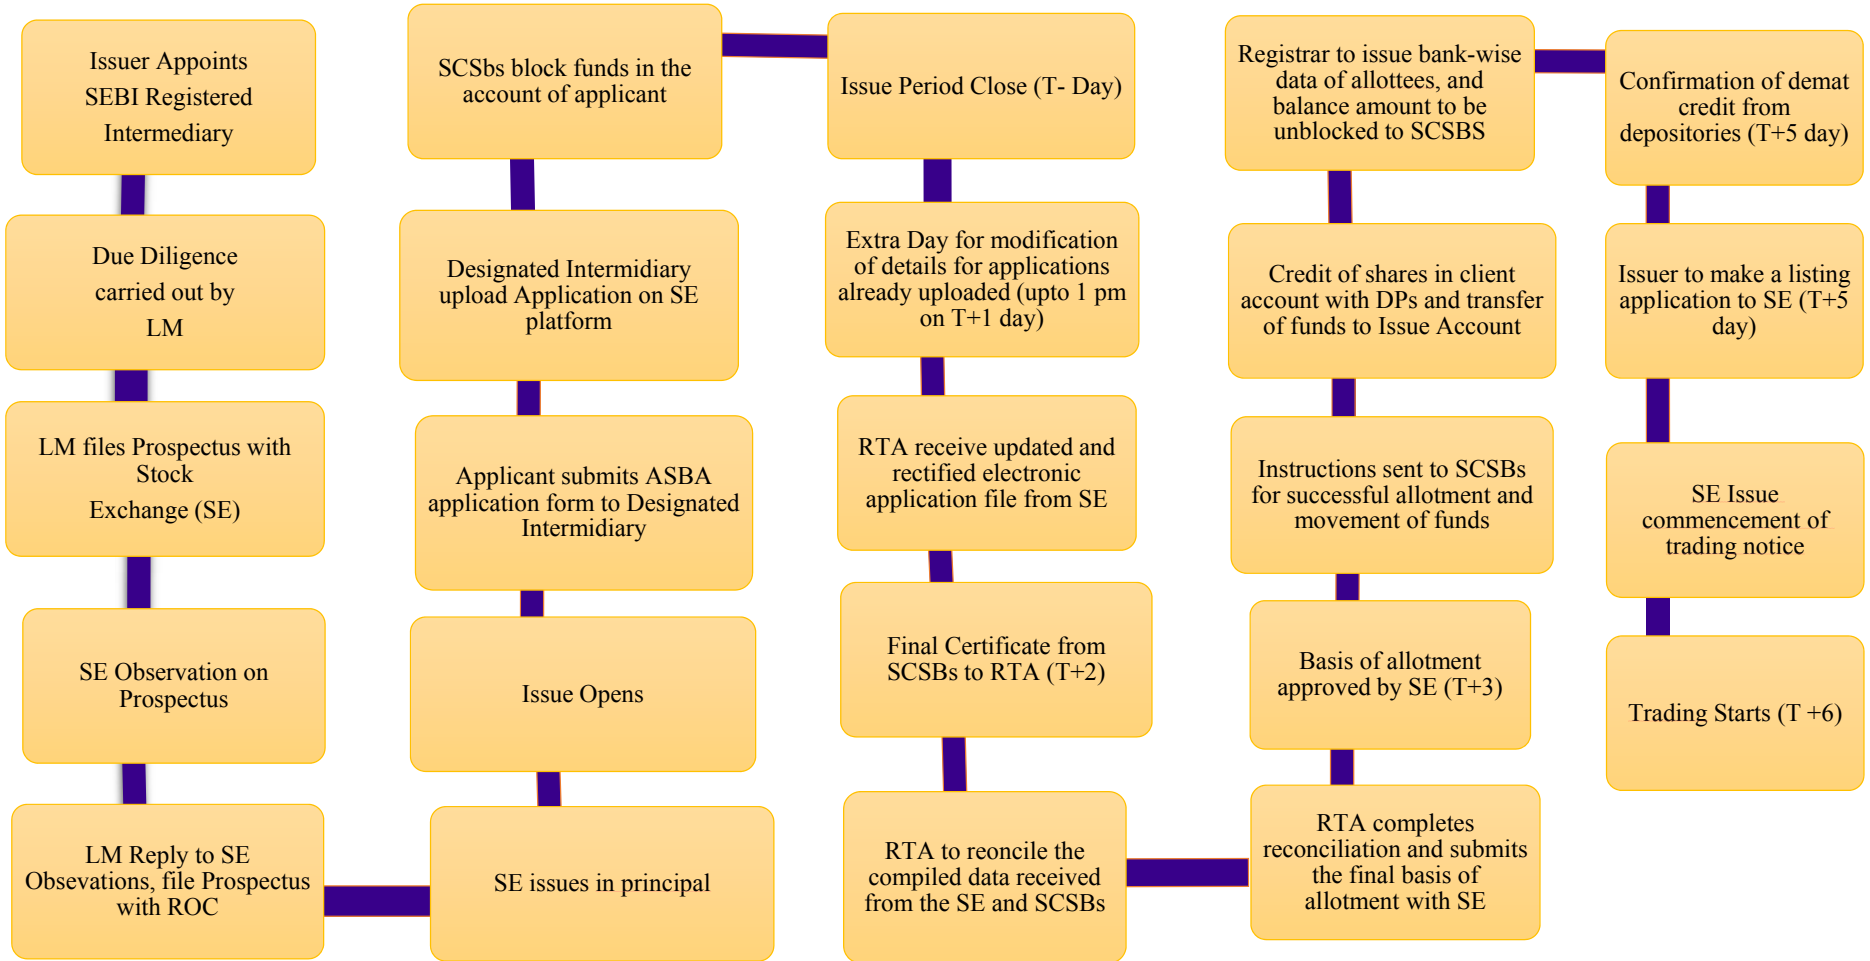 Issuer Appoints
SEBI Registered
Intermediary
Due Diligence
carried out by
LM
LM files Prospectus with
Stock
Exchange (SE)
SE Observation on
Prospectus
LM Reply to SE
Obsevations, file Prospectus
with ROC
SE issues in principal
Issue Opens
Applicant submits ASBA
application form to Designated
Intermidiary
Designated Intermidiary
upload Application on SE
platform
SCSbs block funds in the
account of applicant
Issue Period Close (T- Day)
Extra Day for modification
of details for applications
already uploaded (upto 1 pm
on T+1 day)
RTA receive updated and
rectified electronic
application file from SE
Final Certificate from
SCSBs to RTA (T+2)
RTA to reconcile the
compiled data received
from the SE and SCSBs
RTA completes
reconciliation and submits
the final basis of
allotment with SE
Basis of allotment
approved by SE (T+3)
Instructions sent to SCSBs
for successful allotment and
movement of funds
Credit of shares in client
account with DPs and transfer
of funds to Issue Account
Registrar to issue bank-wise
data of allottees, and
balance amount to be
unblocked to SCSBS
Confirmation of demat
credit from
depositories (T+5 day)
Issuer to make a listing
application to SE (T+5
day)
SE Issue
commencement of
trading notice
Trading Starts (T +6)